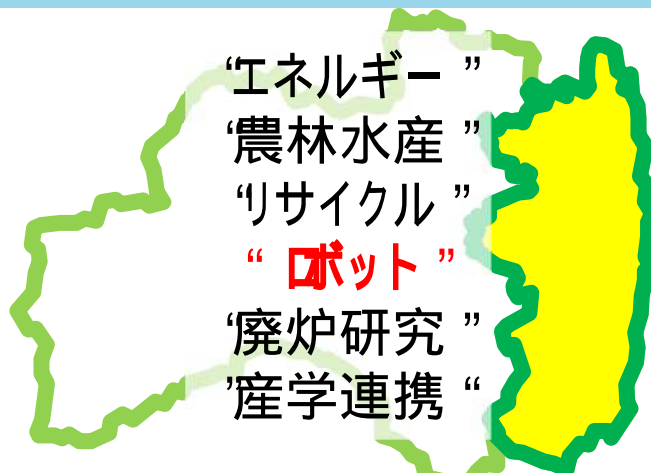 “エネルギー ”
“農林水産 ”
“リサイクル ”
“ ロボット ”
“廃炉研究 ”
”産学連携 “